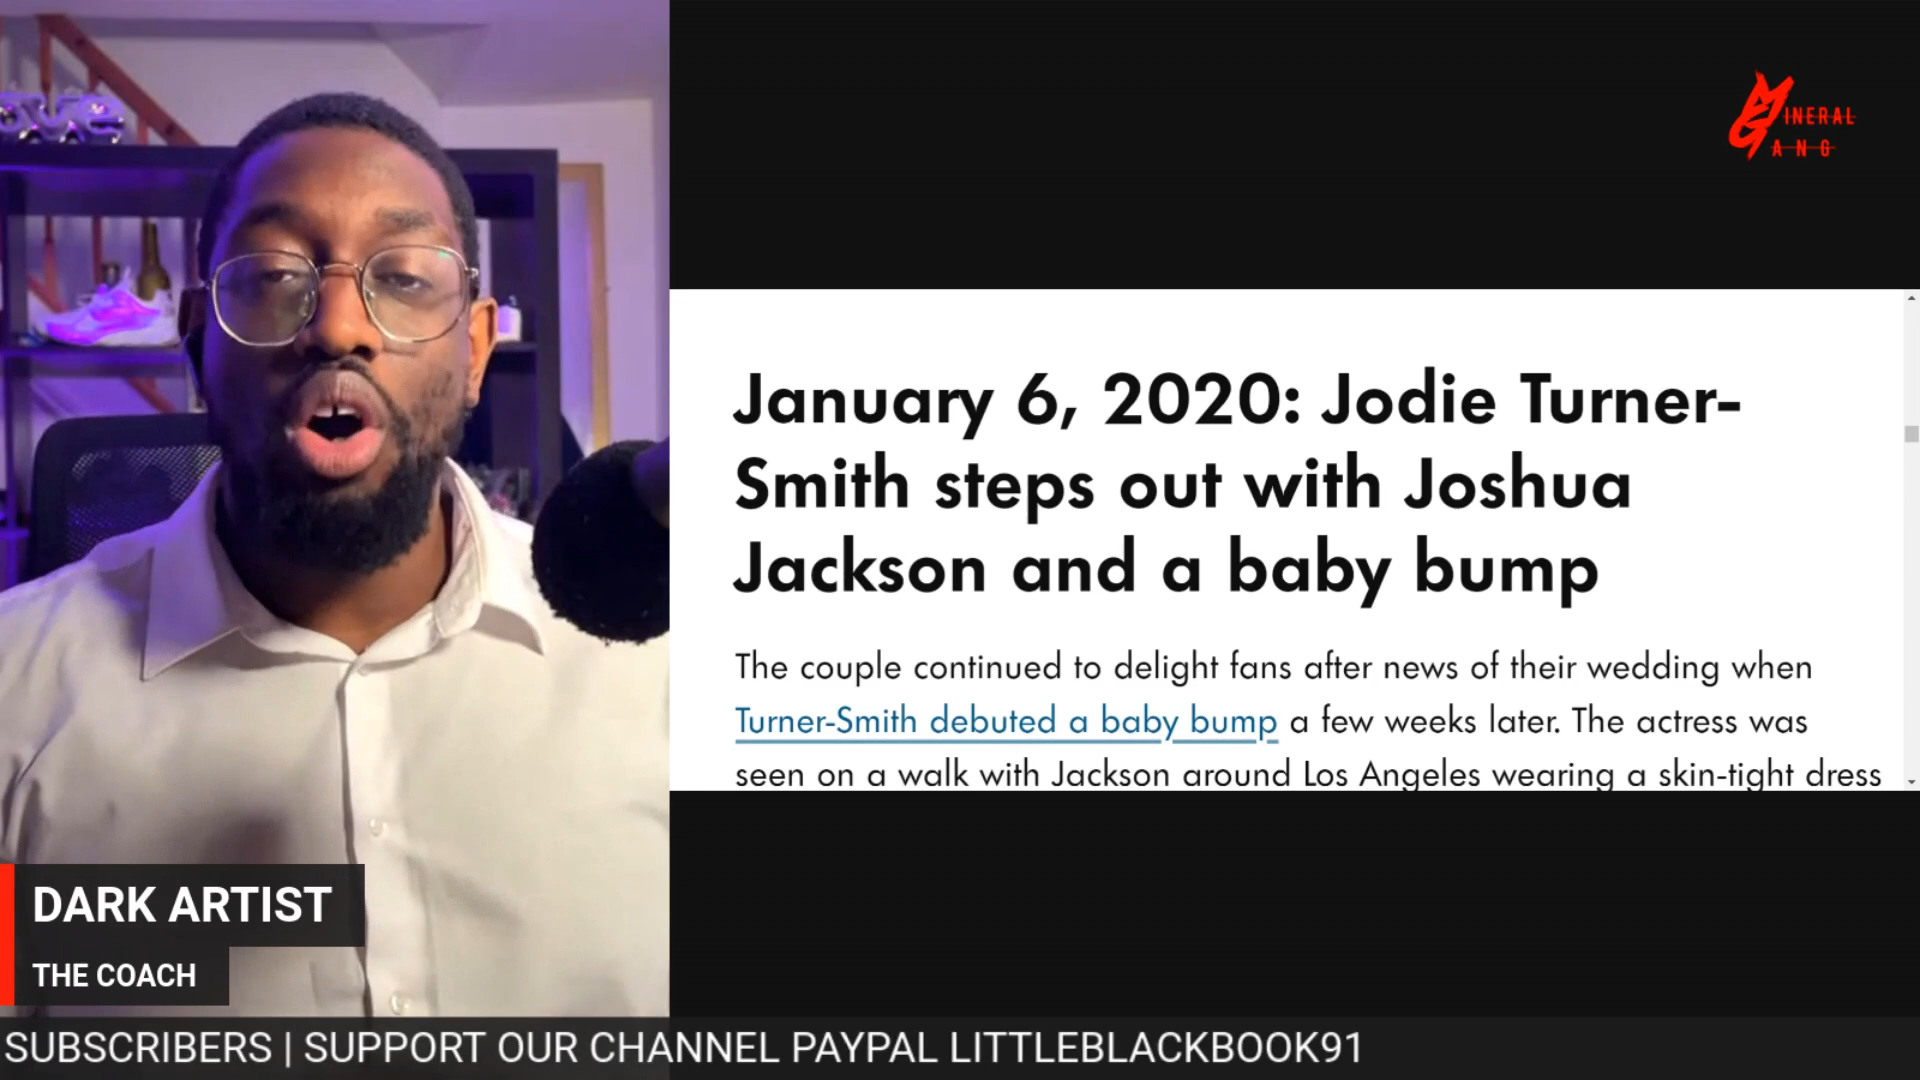 MINERAL
GANG
January 6, 2020: Jodie Turner-
Smith steps out with Joshua
Jackson and a baby bump
The couple continued to delight fans after news of their wedding when
Turner-Smith debuted a baby bump a few weeks later. The actress was
seen on a walk with Jackson around Los Angeles wearing a skin-tight dress
DARK ARTIST
THE COACH
SUBSCRIBERS | SUPPORT OUR CHANNEL PAYPAL LITTLEBLACKBOOK91